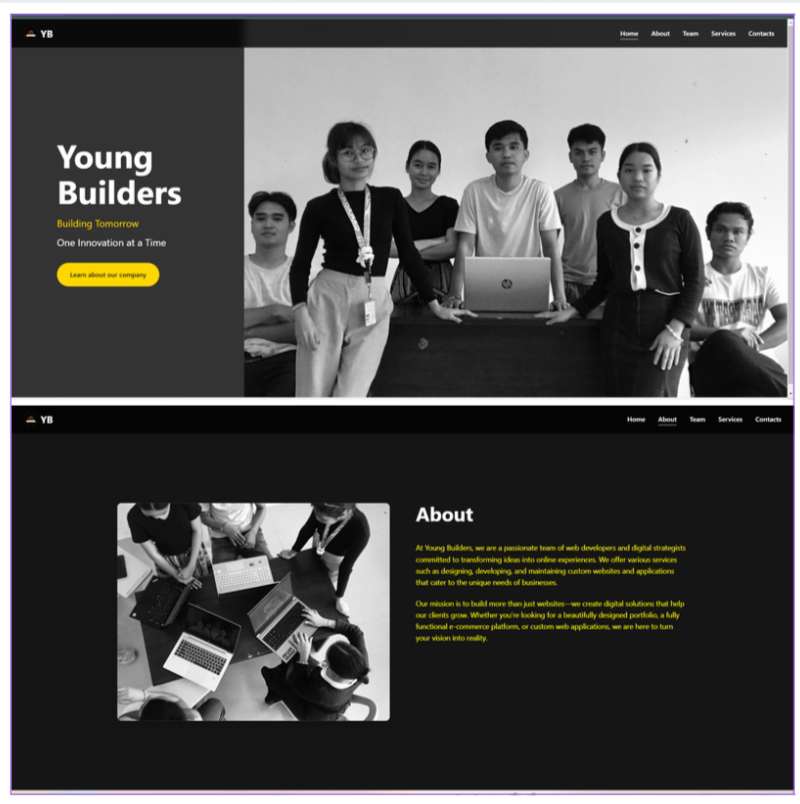 YB
Home About Team Services Contacts
Young
Builders
Building Tomorrow
One Innovation at a Time
Learn about our company
YB
Home About Team Services Contacts
About
At Young Builders, we are a passionate team of web developers and digital strategists
committed to transforming ideas into online experiences. We offer various services
such as designing, developing, and maintaining custom websites and applications
that cater to the unique needs of businesses.
Our mission is to build more than just websites—we create digital solutions that help
our clients grow. Whether you're looking for a beautifully designed portfolio, a fully
functional e-commerce platform, or custom web applications, we are here to turn
your vision into reality.